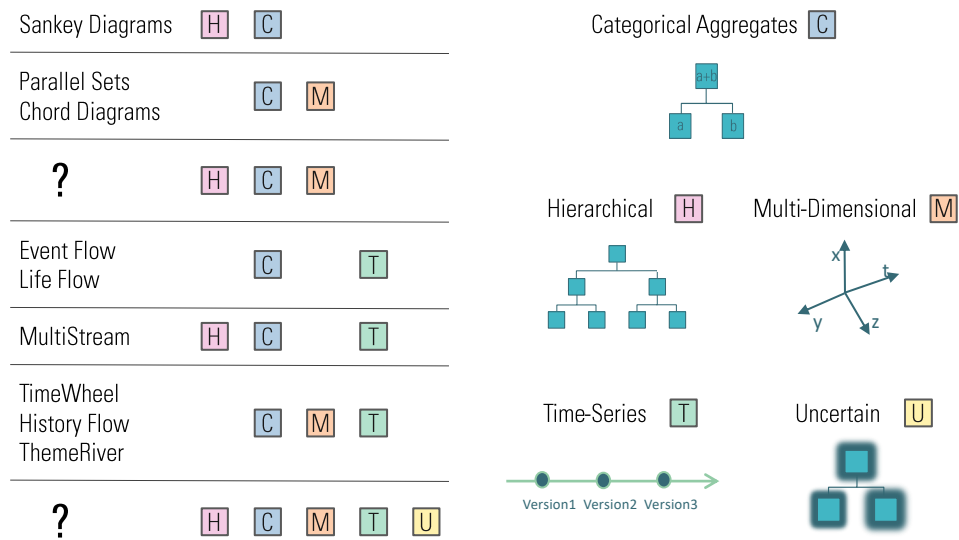 Sankey Diagrams H C
Parallel Sets
Chord Diagrams
C M
? H C M
Event Flow
Life Flow
C T
MultiStream H C T
TimeWheel
History Flow
ThemeRiver
C M T
? H C M T U
Categorical Aggregates C
a+b
a b
Hierarchical H
Multi-Dimensional M
x
t
y
z
Time-Series T
Version1 Version2 Version3
Uncertain U